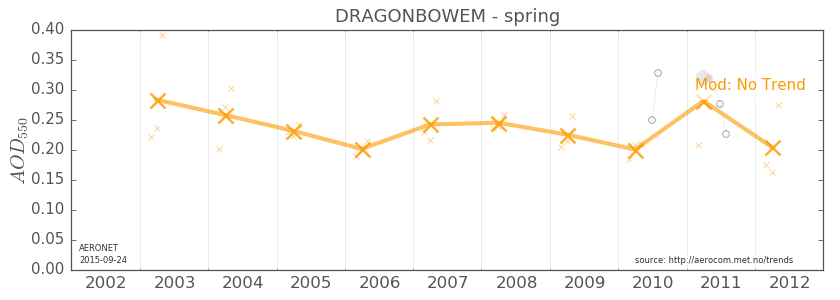 DRAGONBOWEM - spring
0.40
0.35
0.30
0.25
0.20
0.15
0.10
0.05
0.00
AOD550
Mod: No Trend
AERONET
2015-09-24
source: http://aerocom.met.no/trends
2002 2003 2004 2005 2006 2007 2008 2009 2010 2011 2012